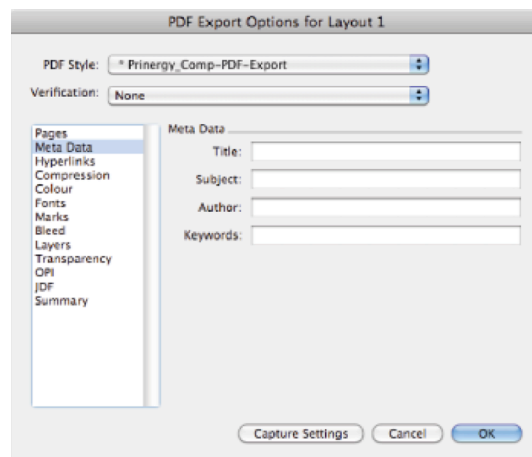 PDF Export Options for Layout 1
PDF Style: * Prinergy_Comp-PDF-Export
Verification: None
Pages
Meta Data
Hyperlinks
Compression
Colour
Fonts
Marks
Bleed
Layers
Transparency
OPI
JDF
Summary
Meta Data
Title:
Subject:
Author:
Keywords:
Capture Settings Cancel OK